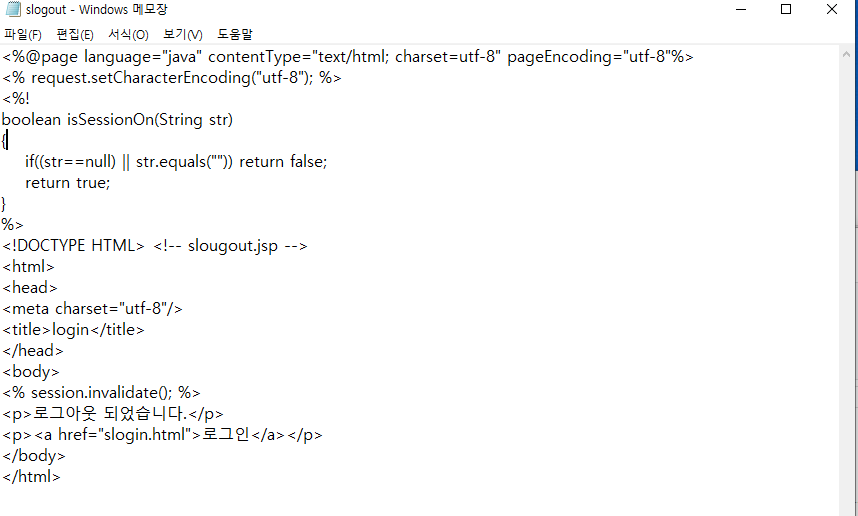 slogout - Windows 메모장
파일(F) 편집(E) 서식(O) 보기(V) 도움말
<%@page language="java" contentType="text/html; charset=utf-8" pageEncoding="utf-8"%>
<% request.setCharacterEncoding("utf-8"); %>
<%!
boolean isSessionOn(String str)
{
if((str==null) || str.equals("")) return false;
return true;
}
%>
<!DOCTYPE HTML> <!-- slougout.jsp -->
<html>
<head>
<meta charset="utf-8"/>
<title>login</title>
</head>
<body>
<% session.invalidate(); %>
<p>로그아웃 되었습니다.</p>
<p><a href="slogin.html">로그인</a></p>
</body>
</html>